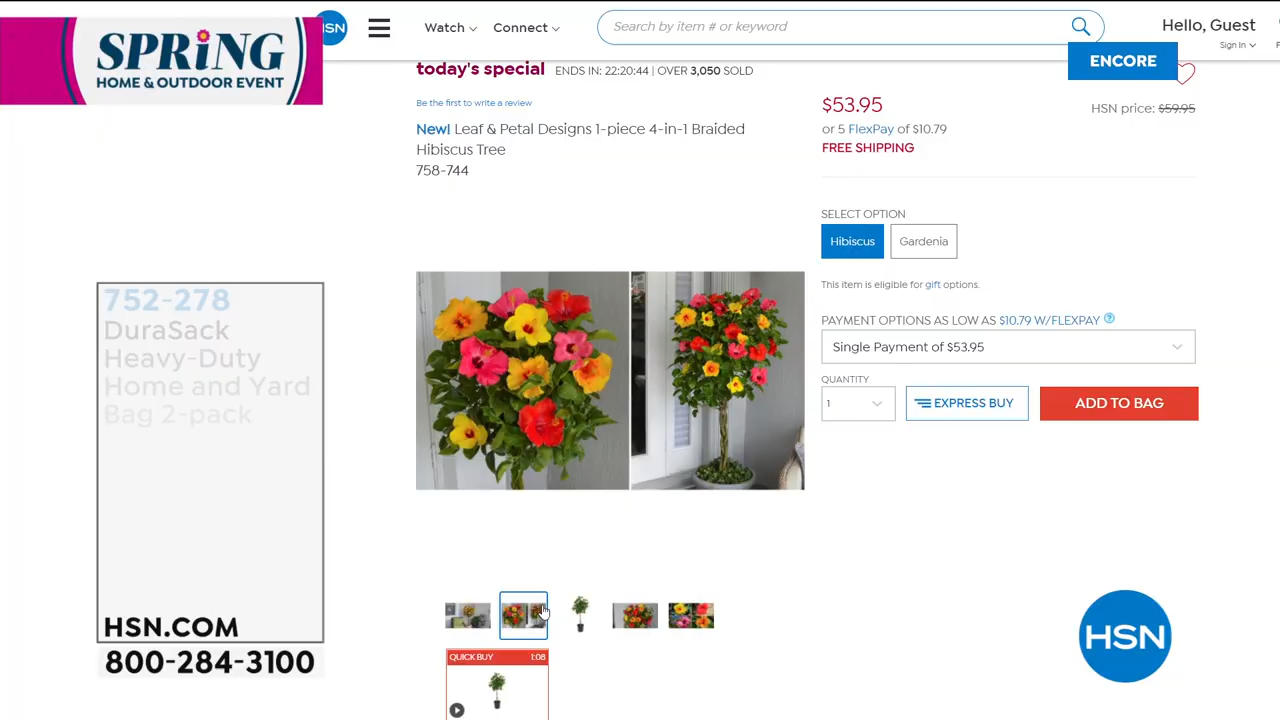 SPRING
HOME & OUTDOOR EVENT
HSN
Watch
Connect
Search by item # or keyword
Hello, Guest
Sign In
ENCORE
today's special ENDS IN: 22:20:44 | OVER 3,050 SOLD
Be the first to write a review
New! Leaf & Petal Designs 1-piece 4-in-1 Braided
Hibiscus Tree
758-744
$53.95
HSN price: $59.95
or 5 FlexPay of $10.79
FREE SHIPPING
SELECT OPTION
Hibiscus
Gardenia
This item is eligible for gift options.
PAYMENT OPTIONS AS LOW AS $10.79 W/FLEXPAY ?
Single Payment of $53.95
QUANTITY
1
EXPRESS BUY
ADD TO BAG
752-278
DuraSack
Heavy-Duty
Home and Yard
Bag 2-pack
HSN.COM
800-284-3100
QUICK BUY 1:08
HSN